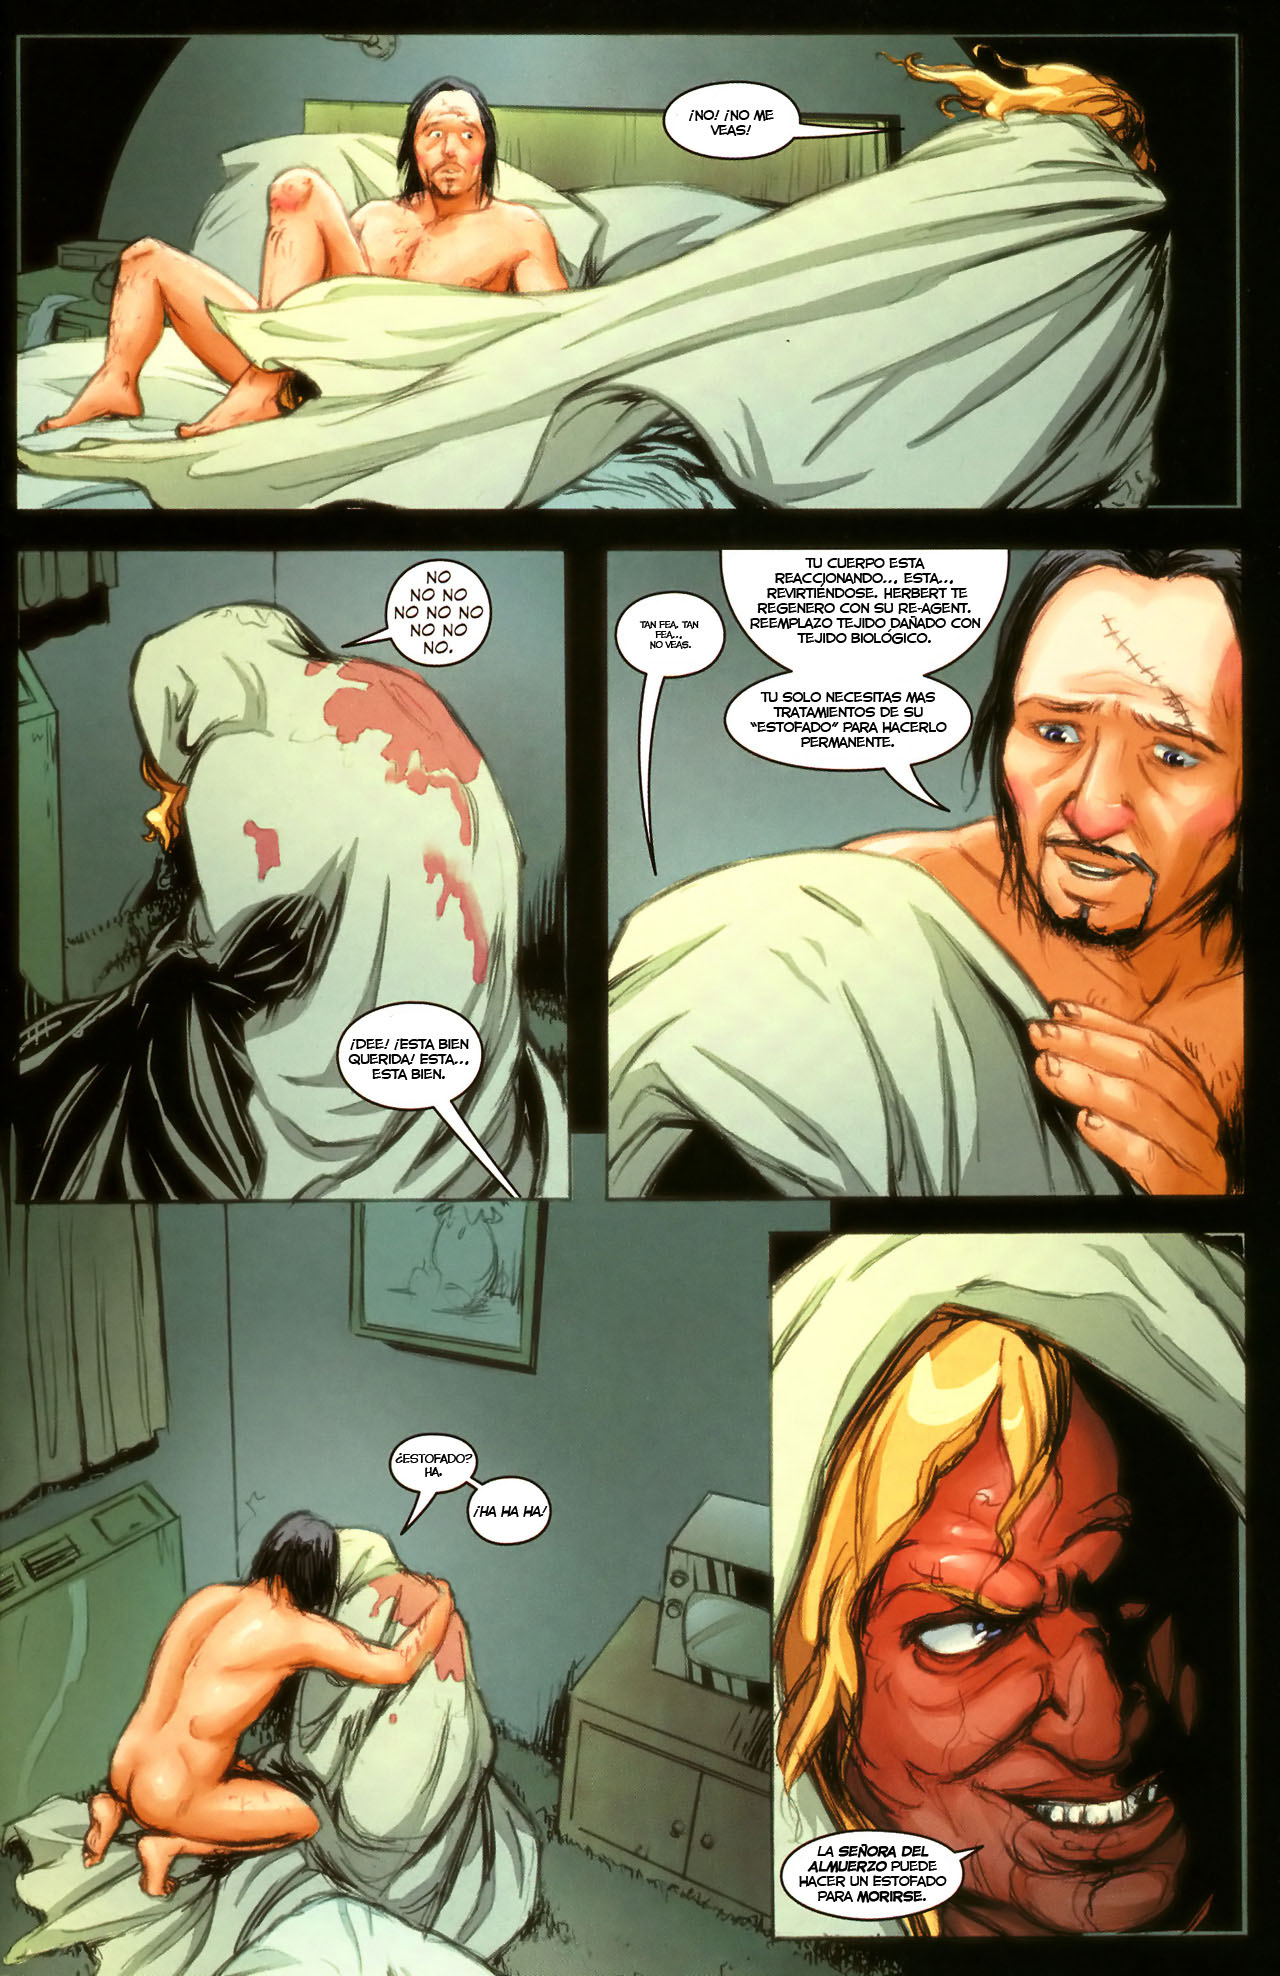 ¡NO! ¡NO ME
VEAS!
NO
NO NO
NO NO NO
NO NO
NO.
¡DEE! ¡ESTA BIEN
QUERIDA! ESTA...
ESTA BIEN.
TAN FEA. TAN
FEA...
NO VEAS.
TU CUERPO ESTA
REACCIONANDO... ESTA...
REVIRTIÉNDOSE. HERBERT TE
REGENERO CON SU RE-AGENT.
REEMPLAZO TEJIDO DAÑADO CON
TEJIDO BIOLÓGICO.
TU SOLO NECESITAS MAS
TRATAMIENTOS DE SU
"ESTOFADO" PARA HACERLO
PERMANENTE.
¿ESTOFADO?
HA.
¡HA HA HA!
LA SEÑORA DEL
ALMUERZO PUEDE
HACER UN ESTOFADO
PARA MORIRSE.